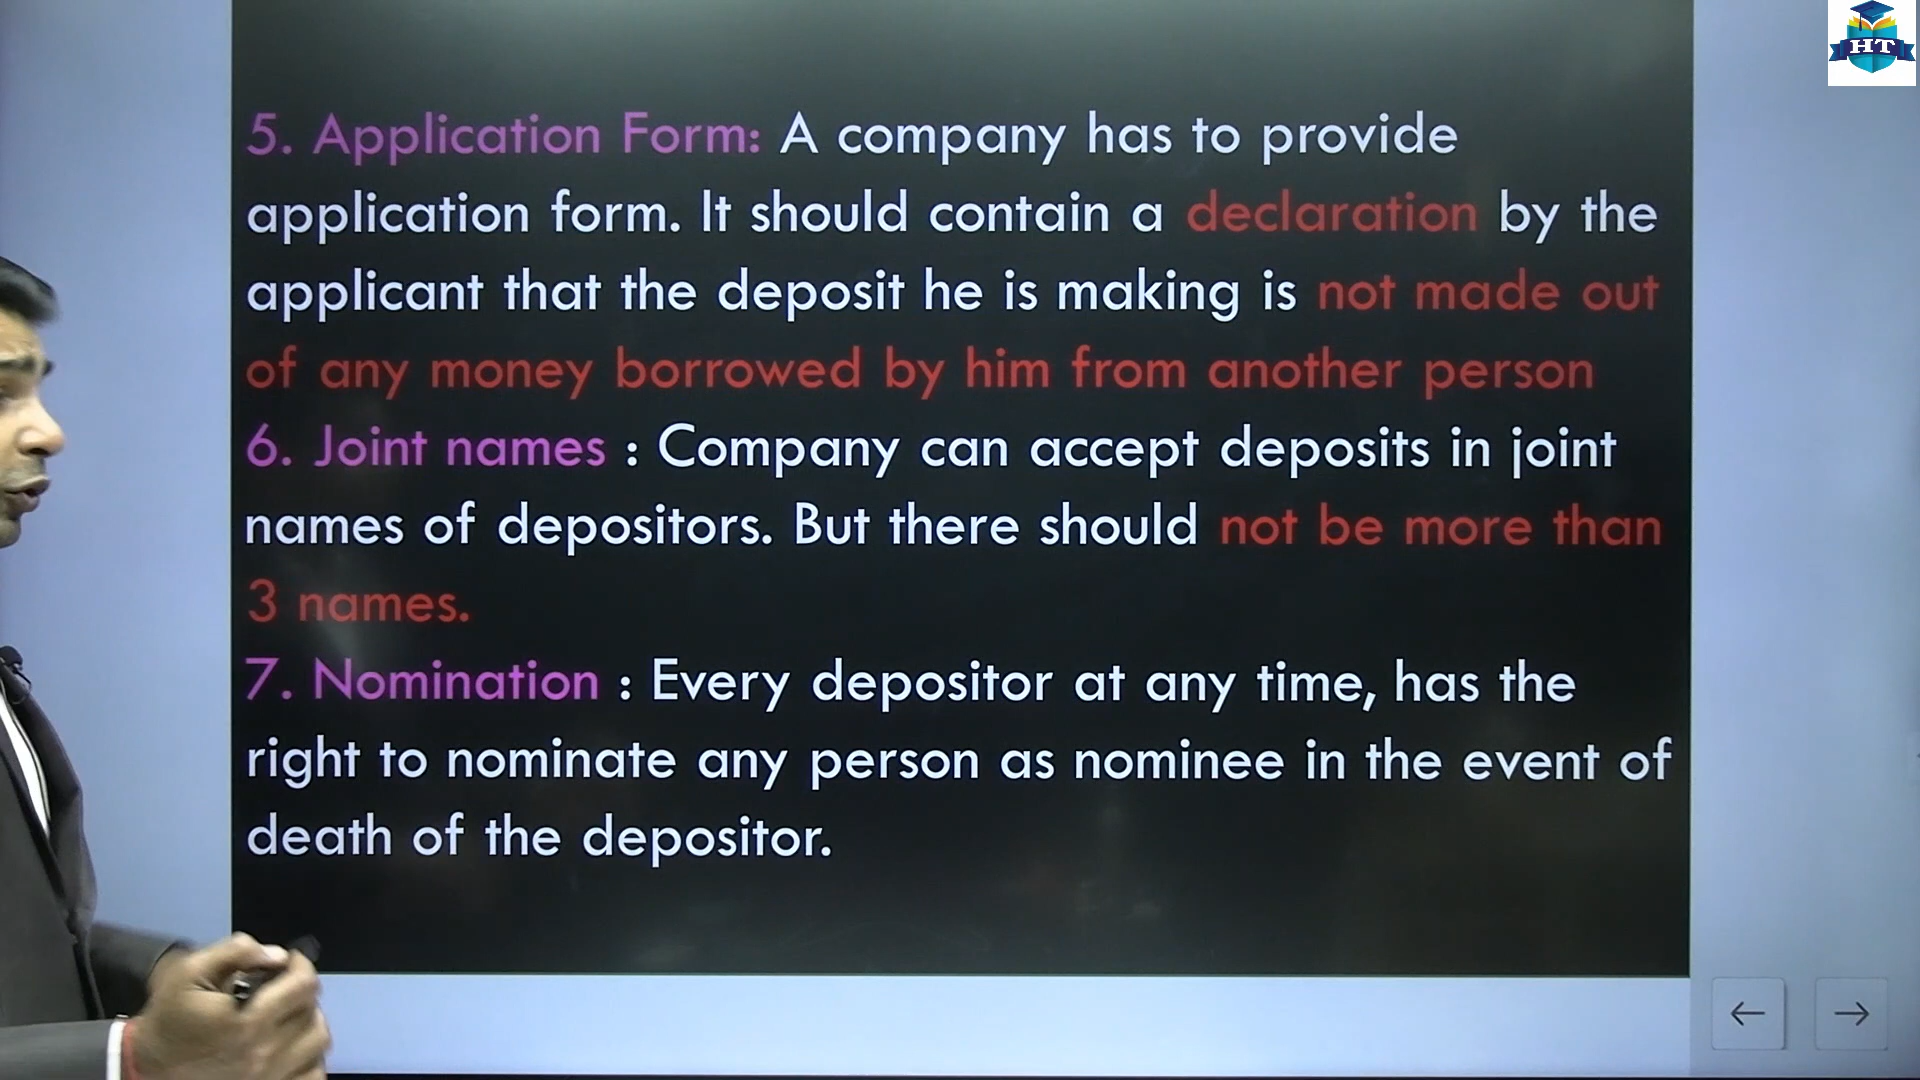 HT
5. Application Form: A company has to provide
application form. It should contain a declaration by the
applicant that the deposit he is making is not made out
of any money borrowed by him from another person
6. Joint names : Company can accept deposits in joint
names of depositors. But there should not be more than
3 names.
7. Nomination : Every depositor at any time, has the
right to nominate any person as nominee in the event of
death of the depositor.